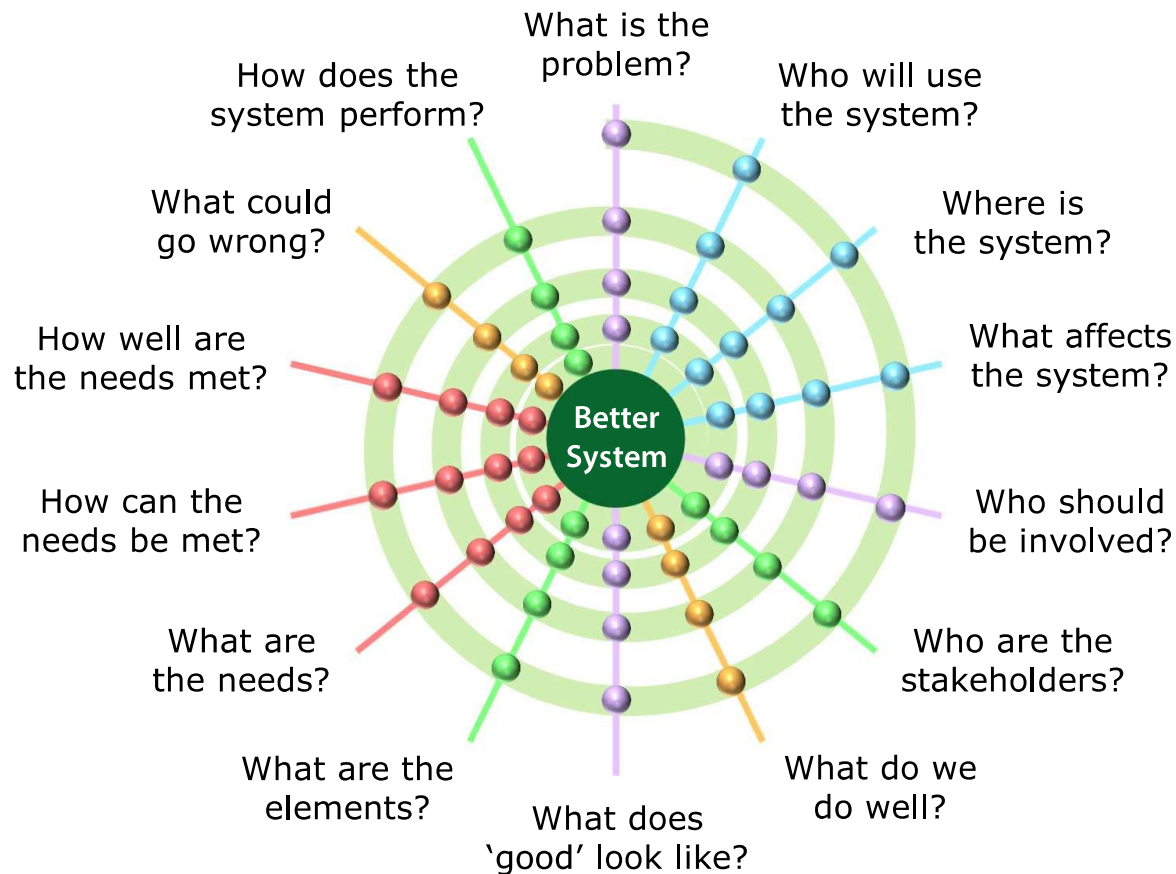 What is the
problem?
Who will use
the system?
Where is
the system?
What affects
the system?
Who should
be involved?
Who are the
stakeholders?
What do we
do well?
What does
‘good’ look like?
What are the
elements?
What are
the needs?
How can the
needs be met?
How well are
the needs met?
What could
go wrong?
How does the
system perform?
Better
System